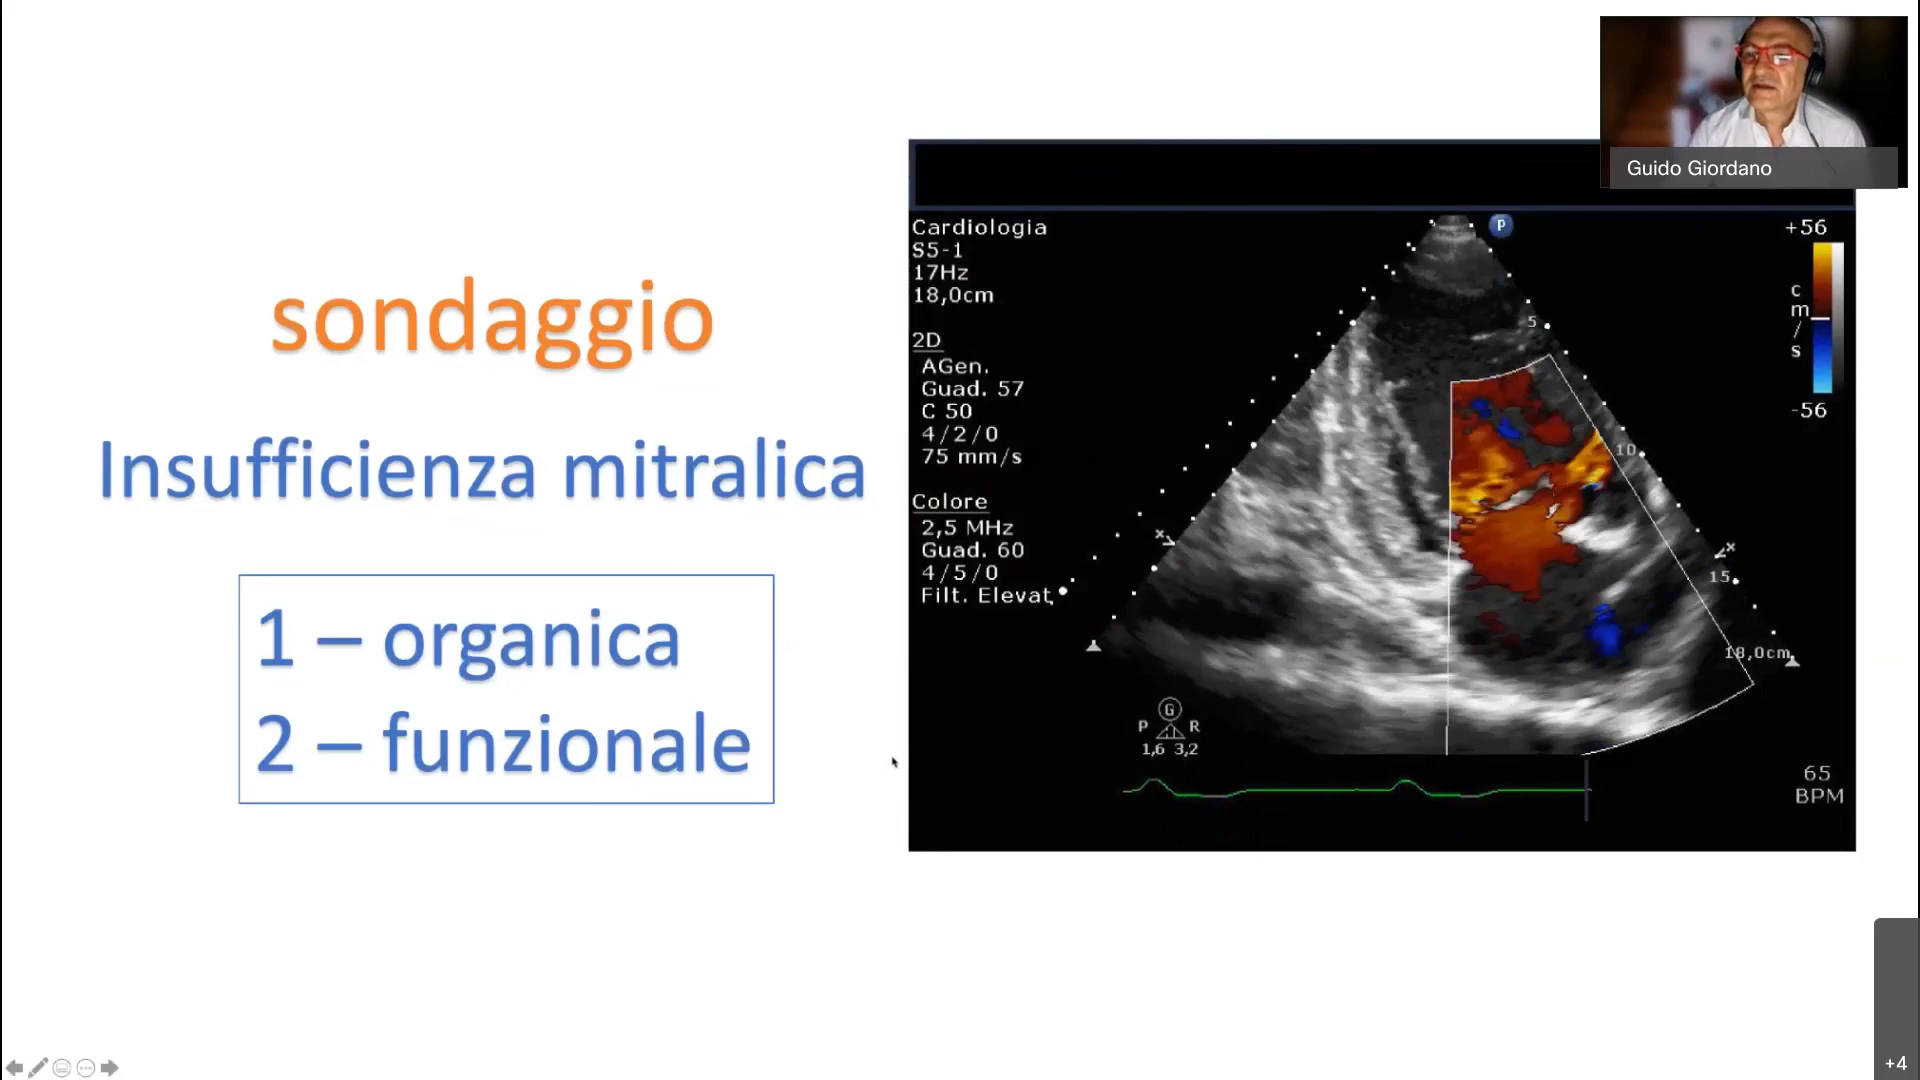 Guido Giordano
sondaggio
Insufficienza mitralica
1 – organica
2 – funzionale
Cardiologia
S5-1
17Hz
18,0cm
2D
AGen.
Guad. 57
C 50
4/2/0
75 mm/s
Colore
2,5 MHz
Guad. 60
4/5/0
Filt. Elevat.
P
+56
c
m
/
s
-56
5
10
15
18,0cm
x
x
G
P R
1,6 3,2
65
BPM
+4